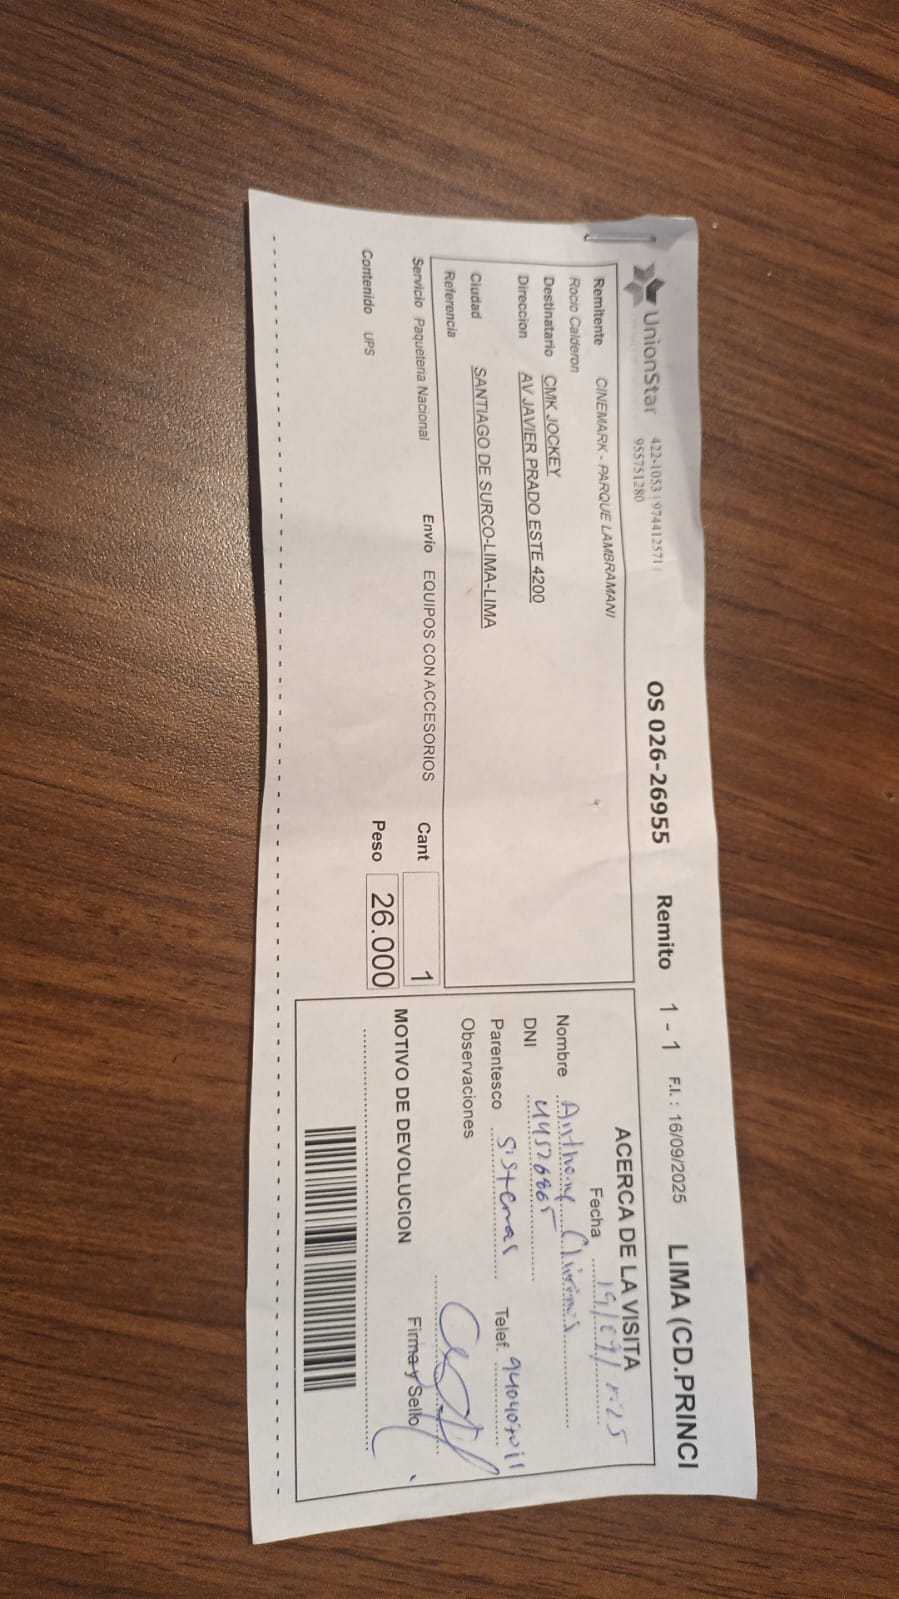 UnionStar 422-1053 | 974412571 |
955751280
OS 026-26955 Remito 1 - 1 F.I. : 16/09/2025 LIMA (CD.PRINCI
Remitente CINEMARK - PARQUE LAMBRAMANI
Rocio Calderon
Destinatario CMK JOCKEY
Direccion AV JAVIER PRADO ESTE 4200
Ciudad SANTIAGO DE SURCO-LIMA-LIMA
Referencia
Servicio Paqueteria Nacional Envio EQUIPOS CON ACCESORIOS Cant 1
Contenido UPS Peso 26.000
ACERCA DE LA VISITA
Fecha 19/09/
Nombre Anthony
DNI
Parentesco Sistemas Telef.
Observaciones
Firma y Sello
MOTIVO DE DEVOLUCION